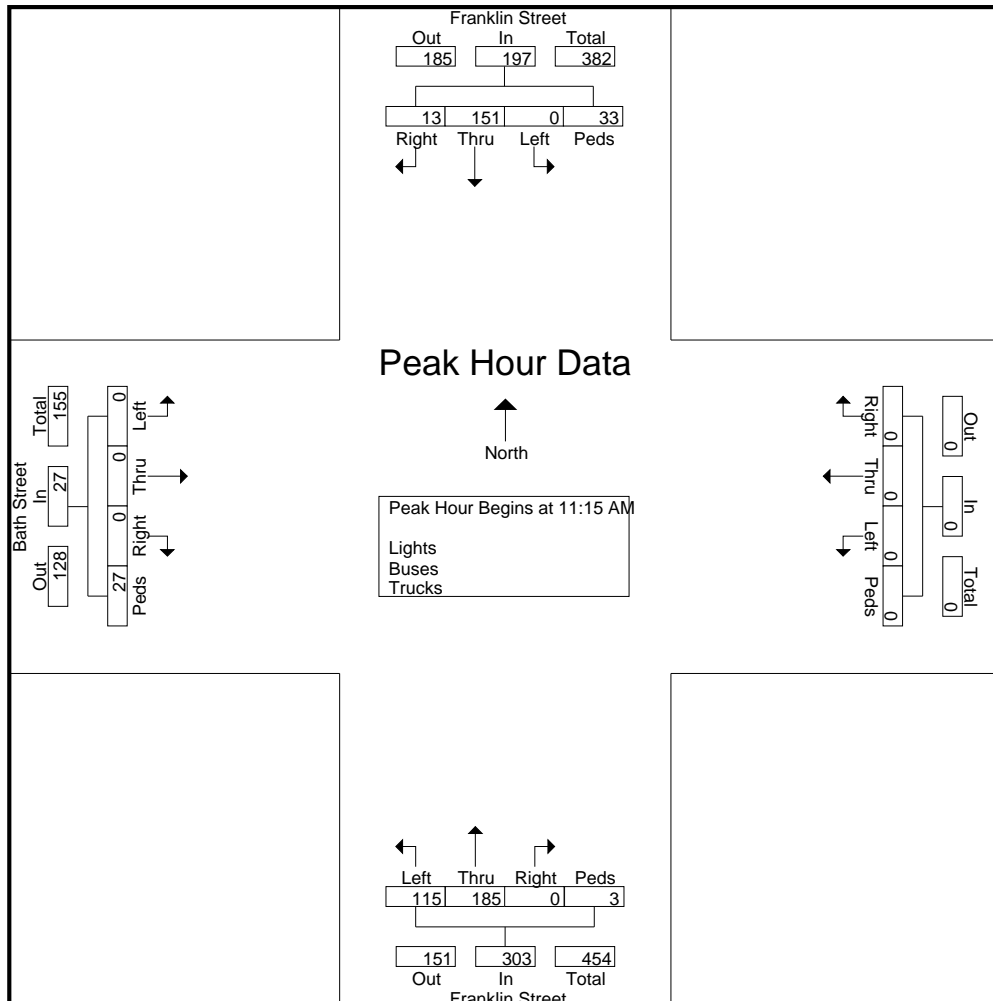 Franklin Street
Out In Total
185 197 382
13 151 0 33
Right Thru Left Peds
Peak Hour Data
North
Peak Hour Begins at 11:15 AM
Lights
Buses
Trucks
Bath Street
Total In Out
155 27 128
0 0 0 27
Left Thru Right Peds
Right Thru Left Peds
0 0 0 0
Out In Total
0 0 0
Left Thru Right Peds
115 185 0 3
151 303 454
Out In Total
Franklin Street